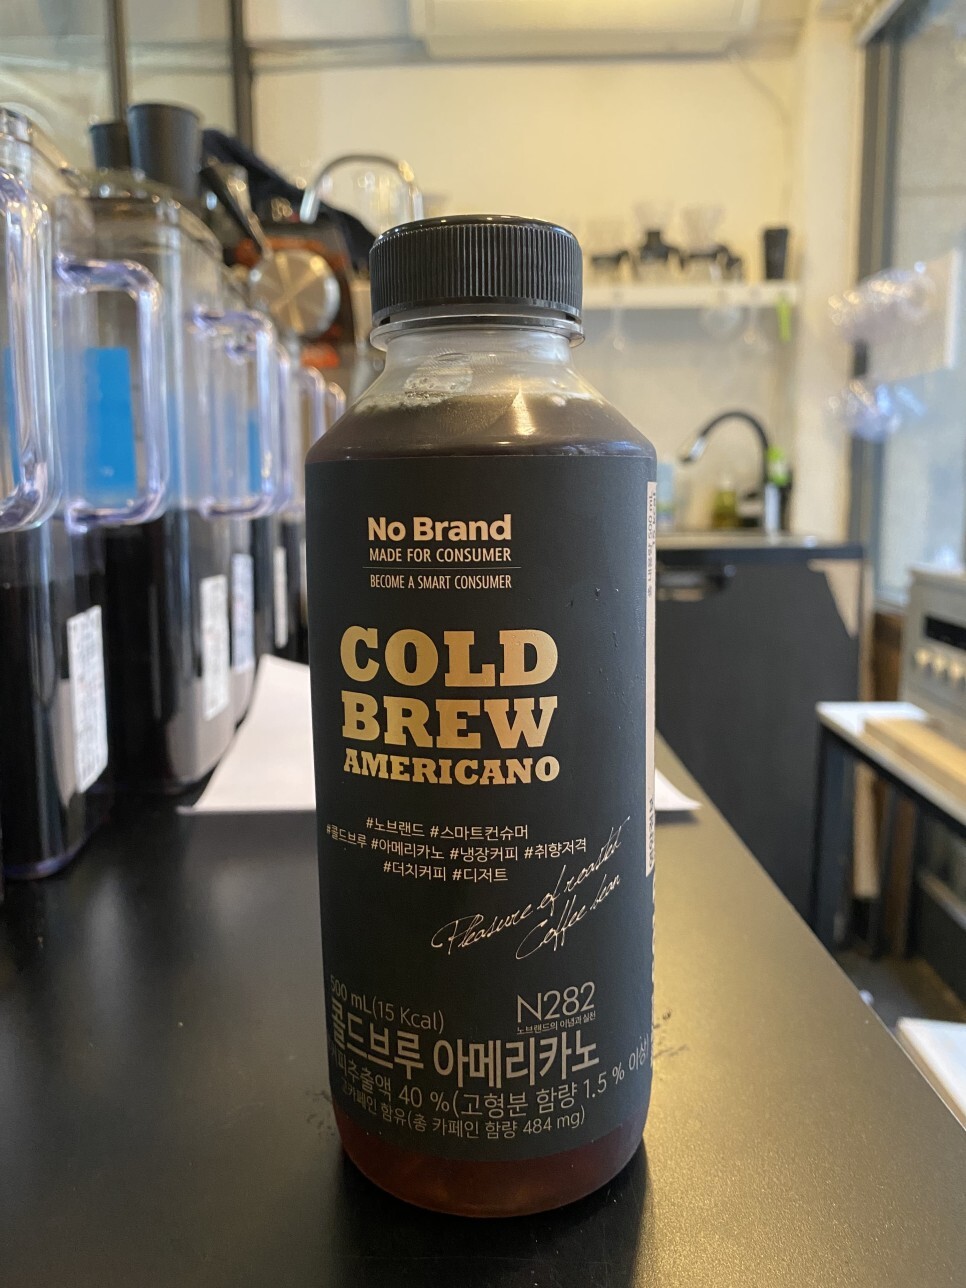 No Brand
MADE FOR CONSUMER
BECOME A SMART CONSUMER
COLD
BREW
AMERICANO
#노브랜드 #스마트컨슈머
#콜드브루 #아메리카노 #냉장커피 #취향저격
#더치커피 #디저트
Pleasure of roasted
Coffee bean
500 mL(15 Kcal)
N282
노브랜드의 이념과 실천
콜드브루 아메리카노
커피추출액 40 %(고형분 함량 1.5 % 이상)
고카페인 함유(총 카페인 함량 484 mg)